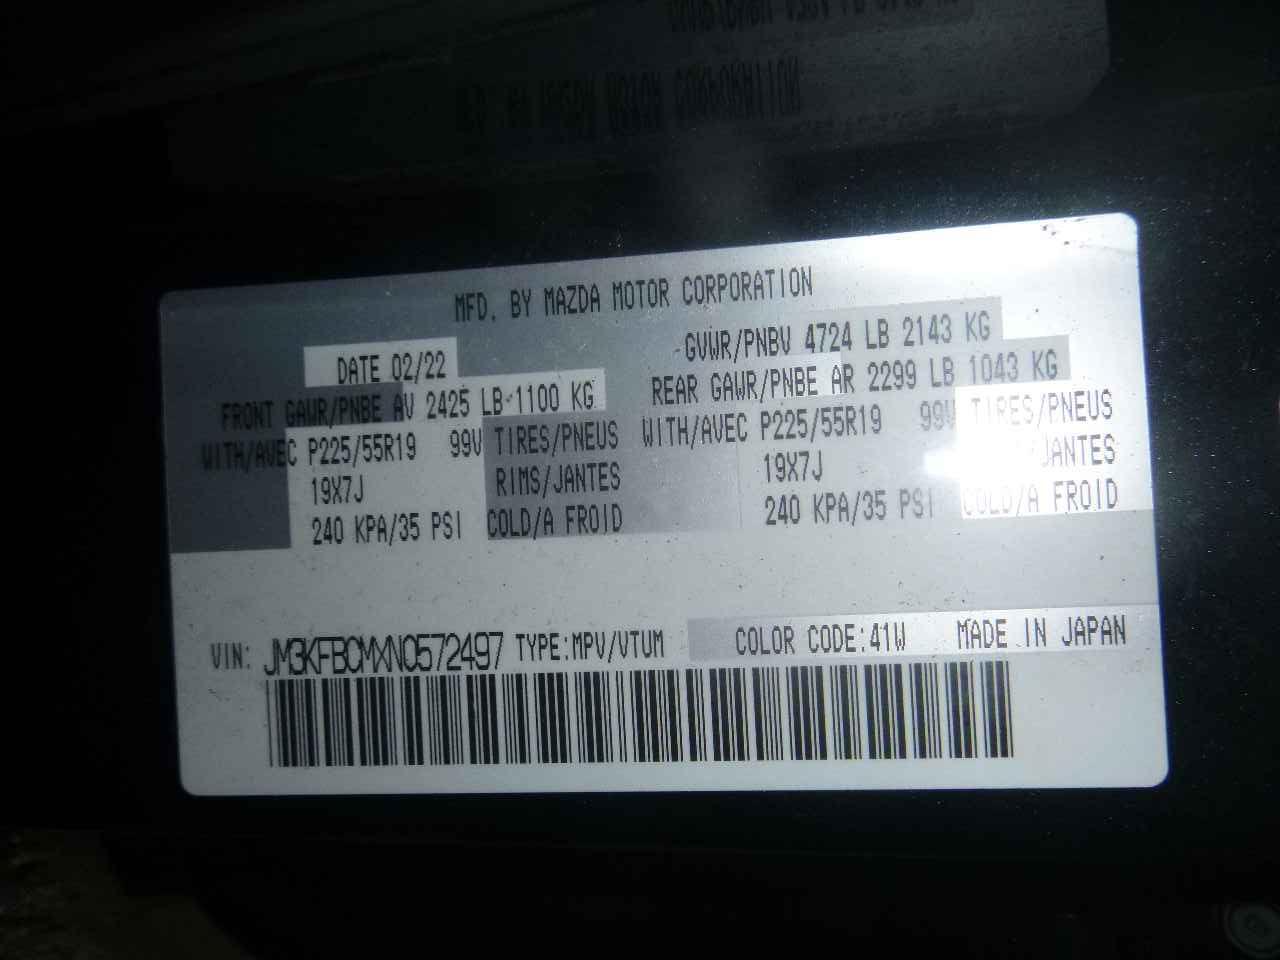 MFD. BY MAZDA MOTOR CORPORATION
DATE 02/22 GVWR/PNBV 4724 LB 2143 KG
FRONT GAWR/PNBE AV 2425 LB 1100 KG REAR GAWR/PNBE AR 2299 LB 1043 KG
WITH/AVEC P225/55R19 99V TIRES/PNEUS WITH/AVEC P225/55R19 99V TIRES/PNEUS
19X7J RIMS/JANTES 19X7J /JANTES
240 KPA/35 PSI COLD/A FROID 240 KPA/35 PSI COLD/A FROID
VIN: JM3KFBCMXN0572497 TYPE:MPV/VTUM COLOR CODE:41W MADE IN JAPAN